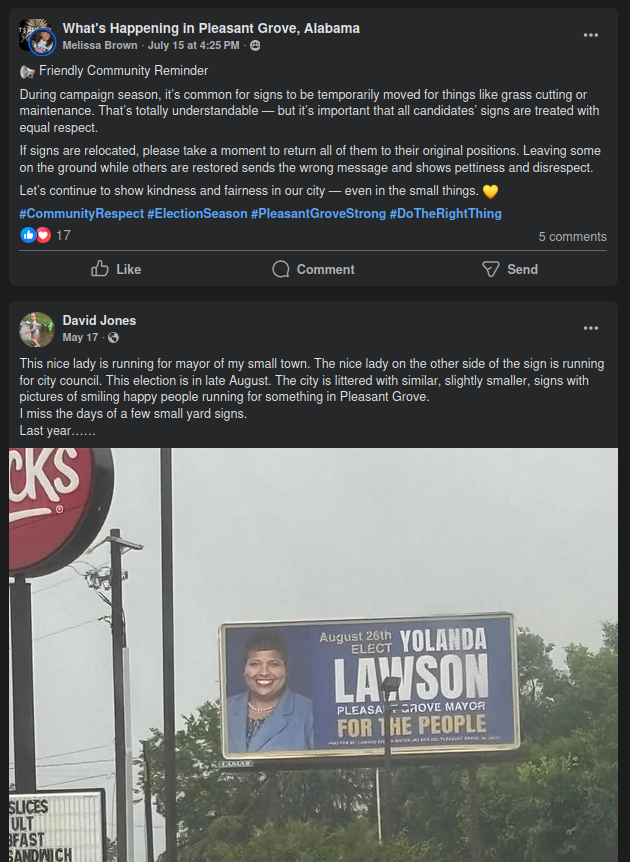 What's Happening in Pleasant Grove, Alabama
Melissa Brown · July 15 at 4:25 PM ·
Friendly Community Reminder
During campaign season, it's common for signs to be temporarily moved for things like grass cutting or
maintenance. That's totally understandable — but it's important that all candidates' signs are treated with
equal respect.
If signs are relocated, please take a moment to return all of them to their original positions. Leaving some
on the ground while others are restored sends the wrong message and shows pettiness and disrespect.
Let's continue to show kindness and fairness in our city — even in the small things. 💛
#CommunityRespect #ElectionSeason #PleasantGroveStrong #DoTheRightThing
17
5 comments
Like Comment Send
David Jones
May 17 ·
This nice lady is running for mayor of my small town. The nice lady on the other side of the sign is running
for city council. This election is in late August. The city is littered with similar, slightly smaller, signs with
pictures of smiling happy people running for something in Pleasant Grove.
I miss the days of a few small yard signs.
Last year……
CKS
®
August 26th
ELECT YOLANDA
LAWSON
PLEASANT GROVE MAYOR
FOR THE PEOPLE
LAMAR
SLICES
ULT
FAST
SANDWICH